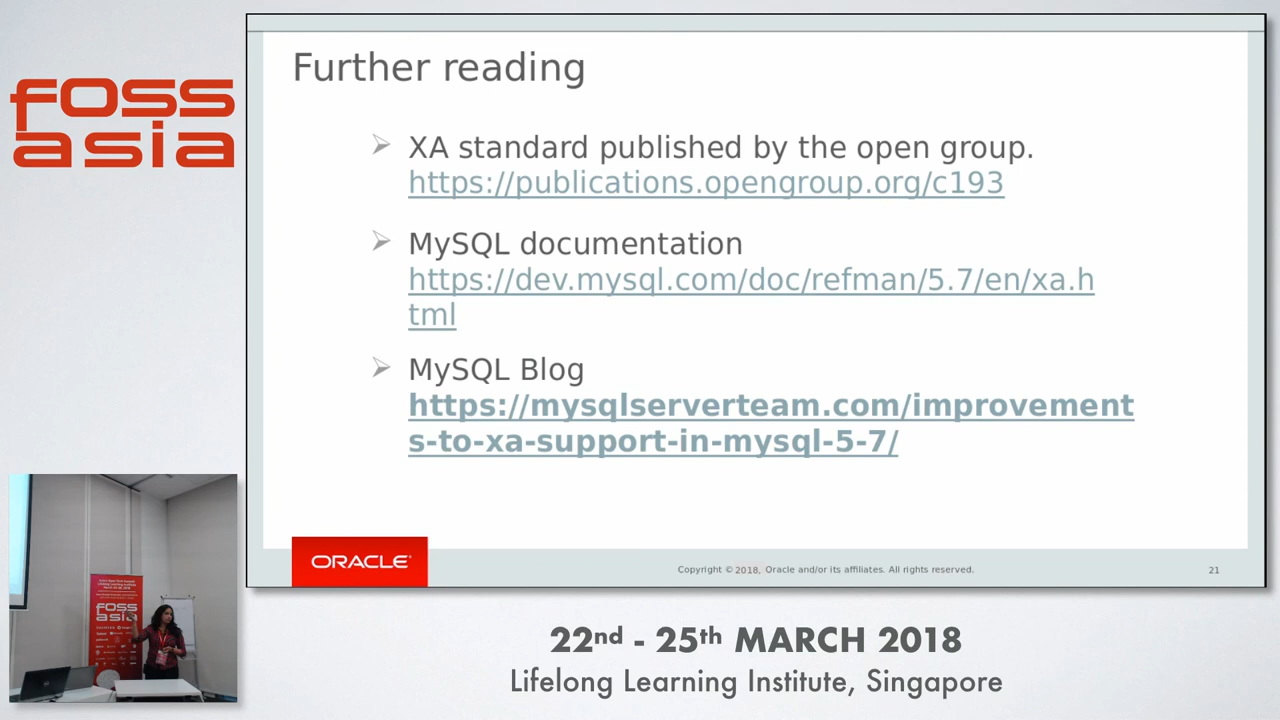 foss
asia
Further reading
XA standard published by the open group.
https://publications.opengroup.org/c193
MySQL documentation
https://dev.mysql.com/doc/refman/5.7/en/xa.h
tml
MySQL Blog
https://mysqlserverteam.com/improvement
s-to-xa-support-in-mysql-5-7/
ORACLE®
Copyright © 2018, Oracle and/or its affiliates. All rights reserved.
21
foss
asia
22nd - 25th MARCH 2018
Lifelong Learning Institute, Singapore